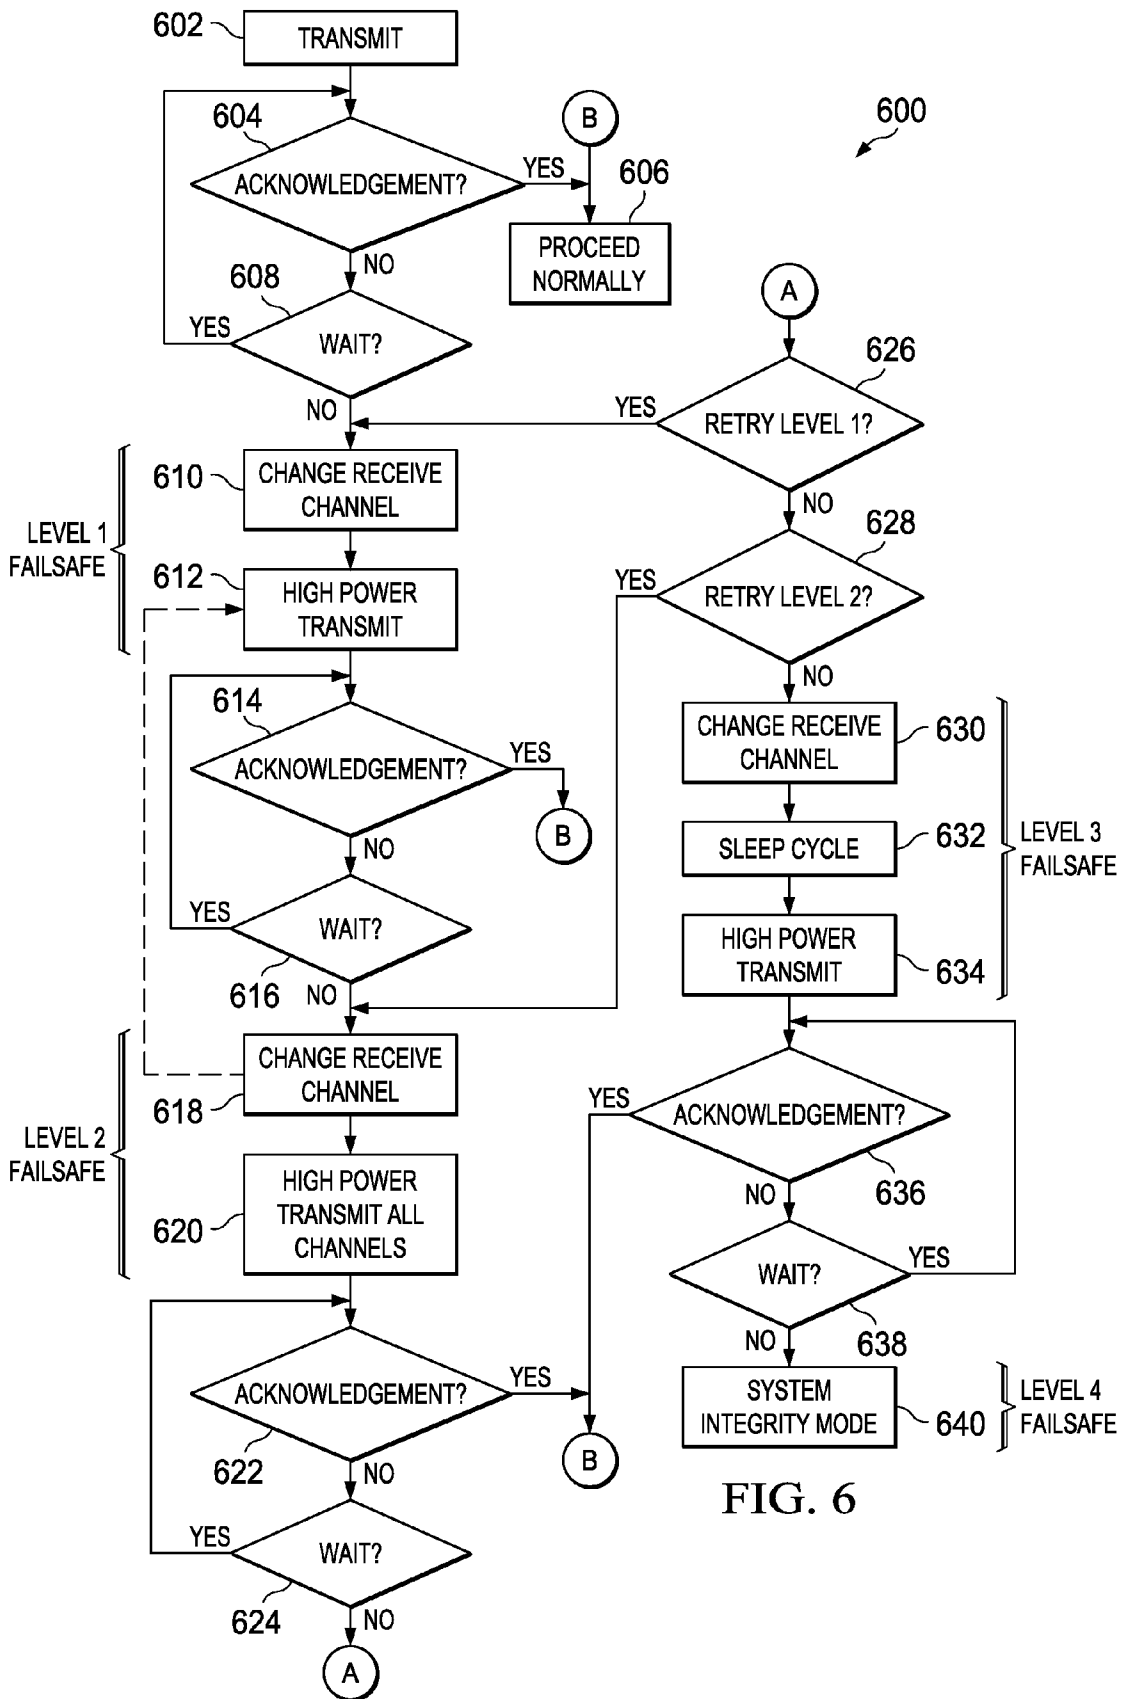 602
TRANSMIT
604
ACKNOWLEDGEMENT?
YES
B
606
PROCEED
NORMALLY
600
NO
608
WAIT?
YES
NO
A
626
RETRY LEVEL 1?
YES
NO
628
RETRY LEVEL 2?
YES
NO
LEVEL 1
FAILSAFE
610
CHANGE RECEIVE
CHANNEL
612
HIGH POWER
TRANSMIT
614
ACKNOWLEDGEMENT?
YES
B
NO
WAIT?
YES
616
NO
LEVEL 2
FAILSAFE
CHANGE RECEIVE
CHANNEL
618
HIGH POWER
TRANSMIT ALL
CHANNELS
620
ACKNOWLEDGEMENT?
YES
622
NO
WAIT?
YES
624
NO
A
CHANGE RECEIVE
CHANNEL
630
SLEEP CYCLE
632
HIGH POWER
TRANSMIT
634
LEVEL 3
FAILSAFE
YES
ACKNOWLEDGEMENT?
636
NO
WAIT?
YES
638
NO
B
SYSTEM
INTEGRITY MODE
640
LEVEL 4
FAILSAFE
FIG. 6